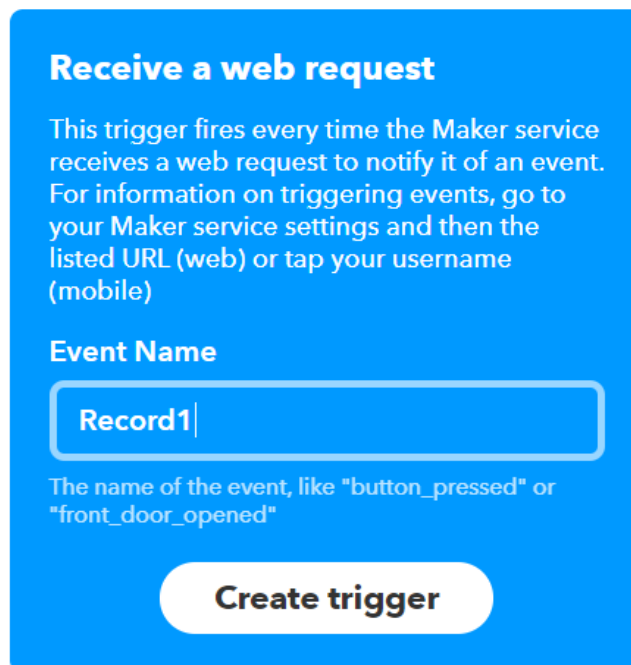 Receive a web request
This trigger fires every time the Maker service
receives a web request to notify it of an event.
For information on triggering events, go to
your Maker service settings and then the
listed URL (web) or tap your username
(mobile)
Event Name
Record1
The name of the event, like "button_pressed" or
"front_door_opened"
Create trigger